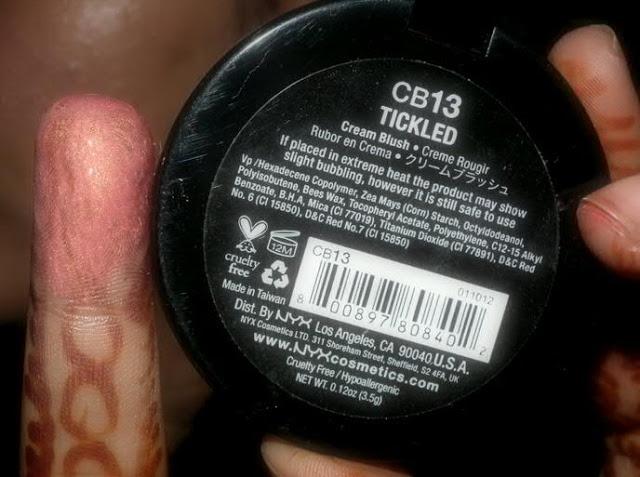 CB13
TICKLED
Cream Blush • Creme Rougir
Rubor en Crema • クリームブラッシュ
If placed in extreme heat the product may show
slight bubbling, however it is still safe to use
Vp /Hexadecene Copolymer, Zea Mays (Corn) Starch, Octyldodeanol,
Polyisobutene, Bees Wax, Tocopheryl Acetate, Polyethylene, C12-15 Alkyl
Benzoate, B.H.A, Mica (CI 77019), Titanium Dioxide (CI 77891), D&C Red
No. 6 (CI 15850), D&C Red No.7 (CI 15850)
12M
cruelty
free
CB13
011012
8 00897 80840 2
Made in Taiwan
Dist. By NYX Los Angeles, CA 90040 U.S.A.
NYX Cosmetics LTD. 311 Shoreham Street, Sheffield, S2 4FA, UK
www.NYXcosmetics.com
Cruelty Free / Hypoallergenic
NET WT. 0.12oz (3.5g)